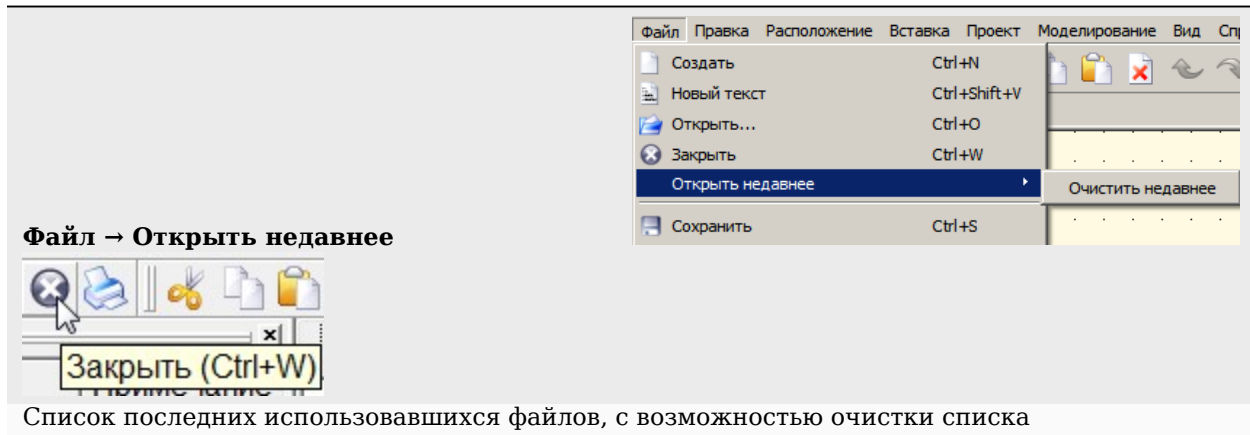 Файл Правка Расположение Вставка Проект Моделирование Вид
Создать Ctrl+N
Новый текст Ctrl+Shift+V
Открыть... Ctrl+O
Закрыть Ctrl+W
Открыть недавнее
Очистить недавнее
Сохранить Ctrl+S
Файл → Открыть недавнее
Закрыть (Ctrl+W)
Список последних использовавшихся файлов, с возможностью очистки списка